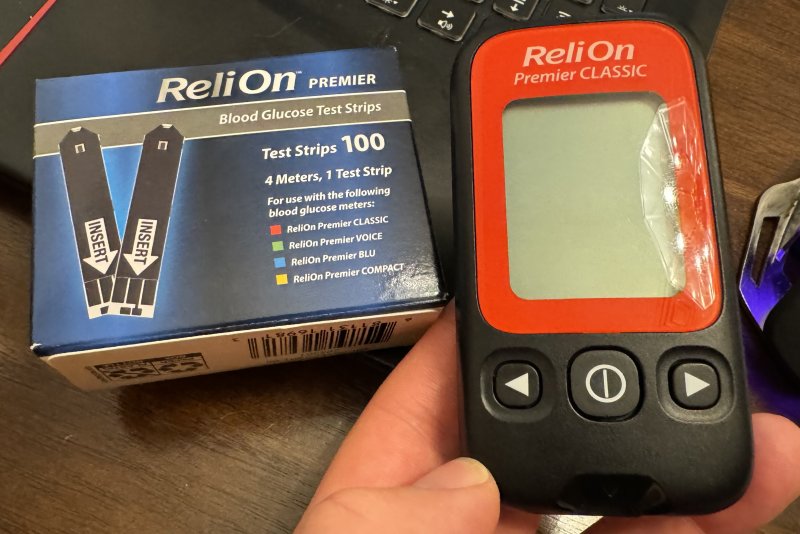 ReliOn™ PREMIER
Blood Glucose Test Strips
Test Strips 100
4 Meters, 1 Test Strip
For use with the following
blood glucose meters:
ReliOn Premier CLASSIC
ReliOn Premier VOICE
ReliOn Premier BLU
ReliOn Premier COMPACT
INSERT
INSERT
ReliOn
Premier CLASSIC